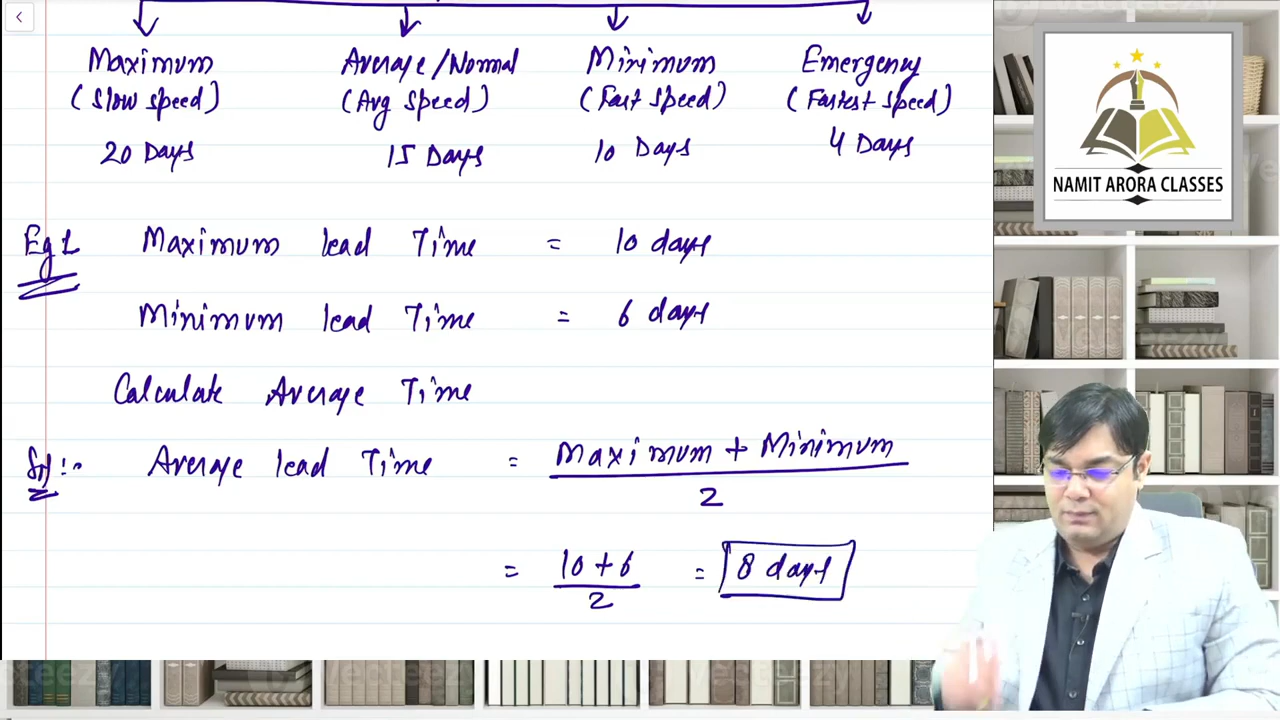 Maximum Average/Normal Minimum Emergency
(Slow speed) (Avg speed) (Fast speed) (Fastest speed)
20 Days 15 Days 10 Days 4 Days
NAMIT ARORA CLASSES
Eg 1 Maximum lead Time = 10 days
Minimum lead Time = 6 days
Calculate Average Time
Sol :- Average lead Time = Maximum + Minimum
2
= 10 + 6 = 8 days
2